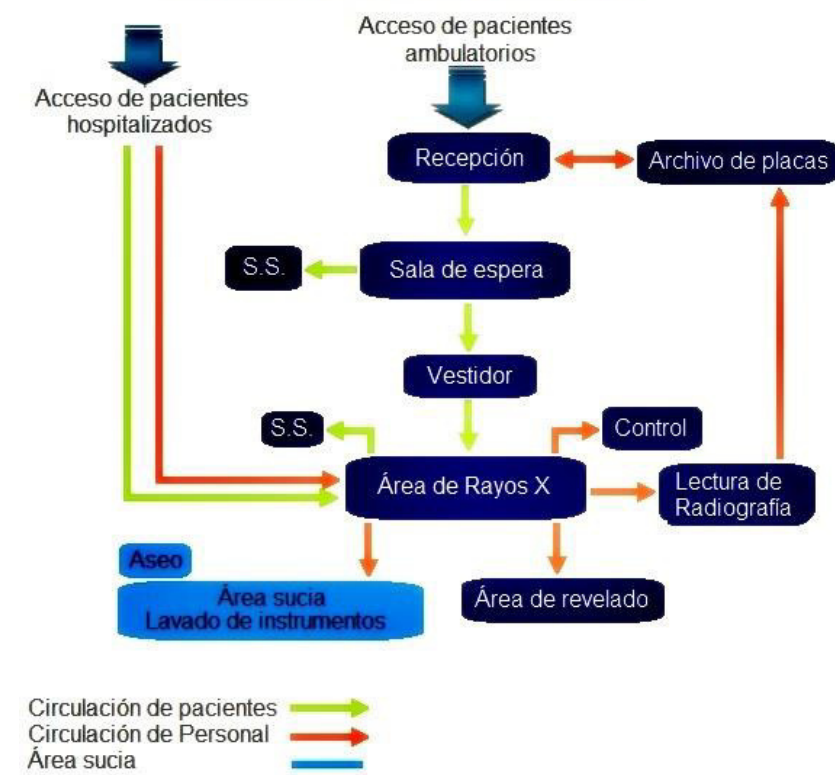 Acceso de pacientes
ambulatorios
Acceso de pacientes
hospitalizados
Recepción
Archivo de placas
S.S.
Sala de espera
Vestidor
S.S.
Control
Área de Rayos X
Lectura de
Radiografía
Aseo
Área sucia
Lavado de instrumentos
Área de revelado
Circulación de pacientes
Circulación de Personal
Área sucia